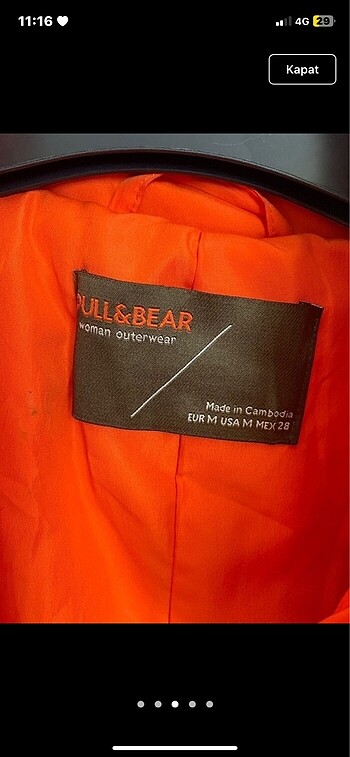 11:16
4G 29
Kapat
PULL&BEAR
woman outerwear
Made in Cambodia
EUR M USA M MEX 28